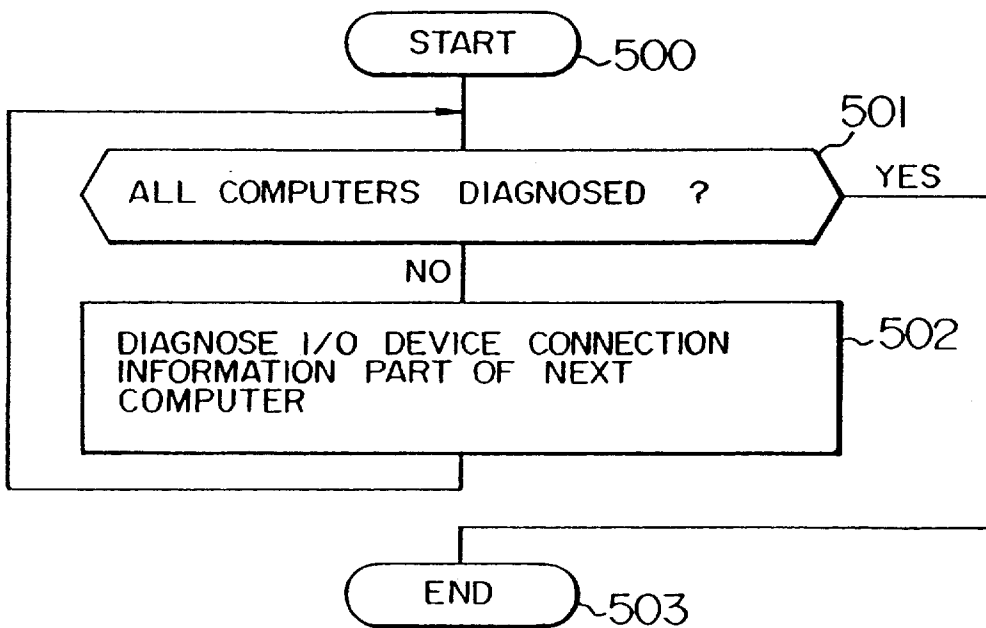 START
500
501
ALL COMPUTERS DIAGNOSED ?
YES
NO
DIAGNOSE I/O DEVICE CONNECTION
INFORMATION PART OF NEXT
COMPUTER
502
END
503